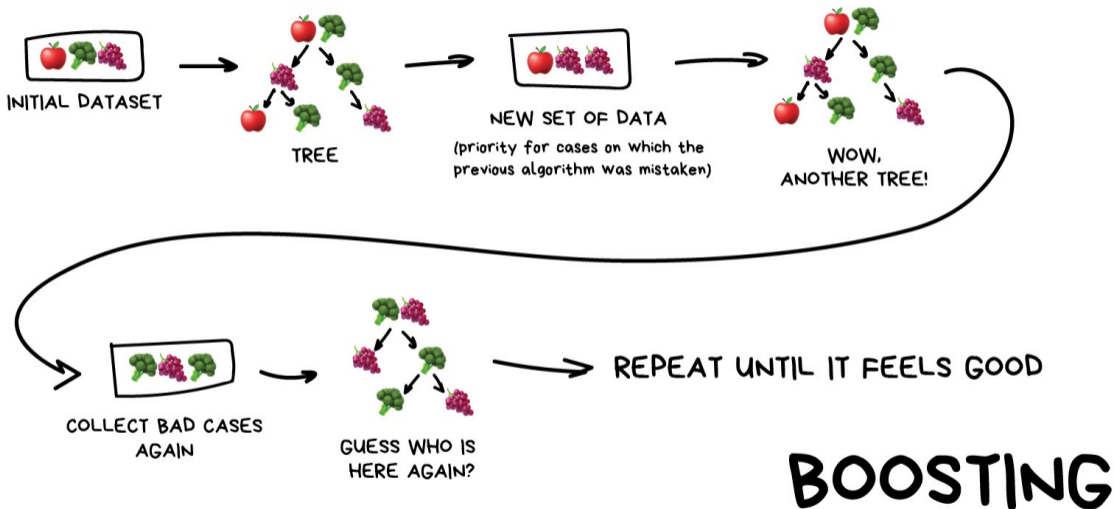 INITIAL DATASET
TREE
NEW SET OF DATA
(priority for cases on which the
previous algorithm was mistaken)
WOW,
ANOTHER TREE!
COLLECT BAD CASES
AGAIN
GUESS WHO IS
HERE AGAIN?
REPEAT UNTIL IT FEELS GOOD
BOOSTING